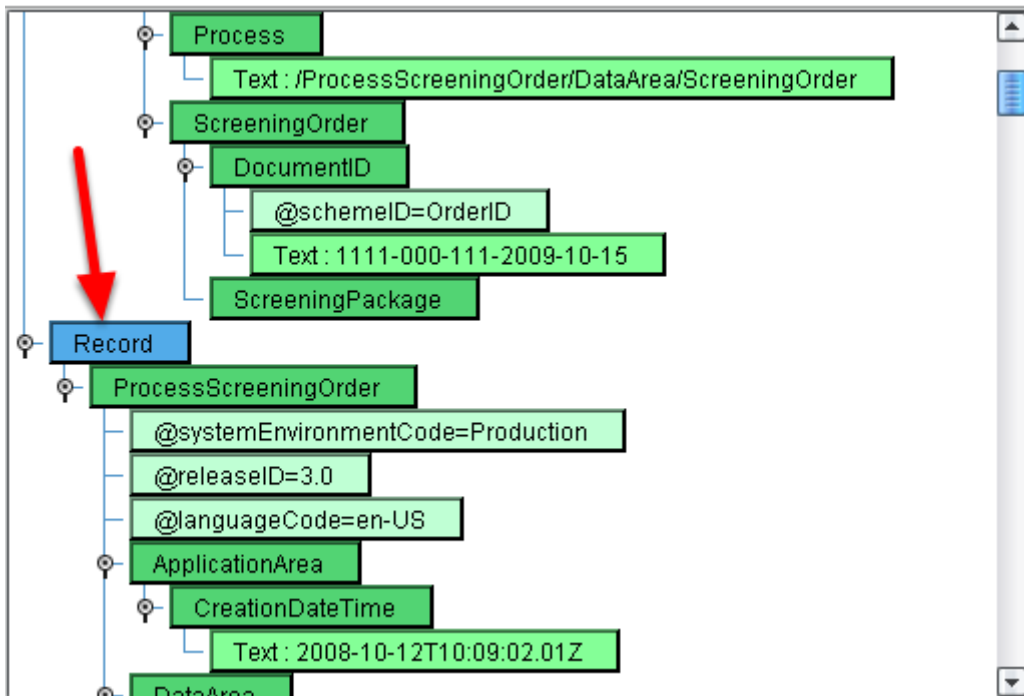 Process
Text : /ProcessScreeningOrder/DataArea/ScreeningOrder
ScreeningOrder
DocumentID
@schemeID=OrderID
Text : 1111-000-111-2009-10-15
ScreeningPackage
Record
ProcessScreeningOrder
@systemEnvironmentCode=Production
@releaseID=3.0
@languageCode=en-US
ApplicationArea
CreationDateTime
Text : 2008-10-12T10:09:02.01Z
DataArea